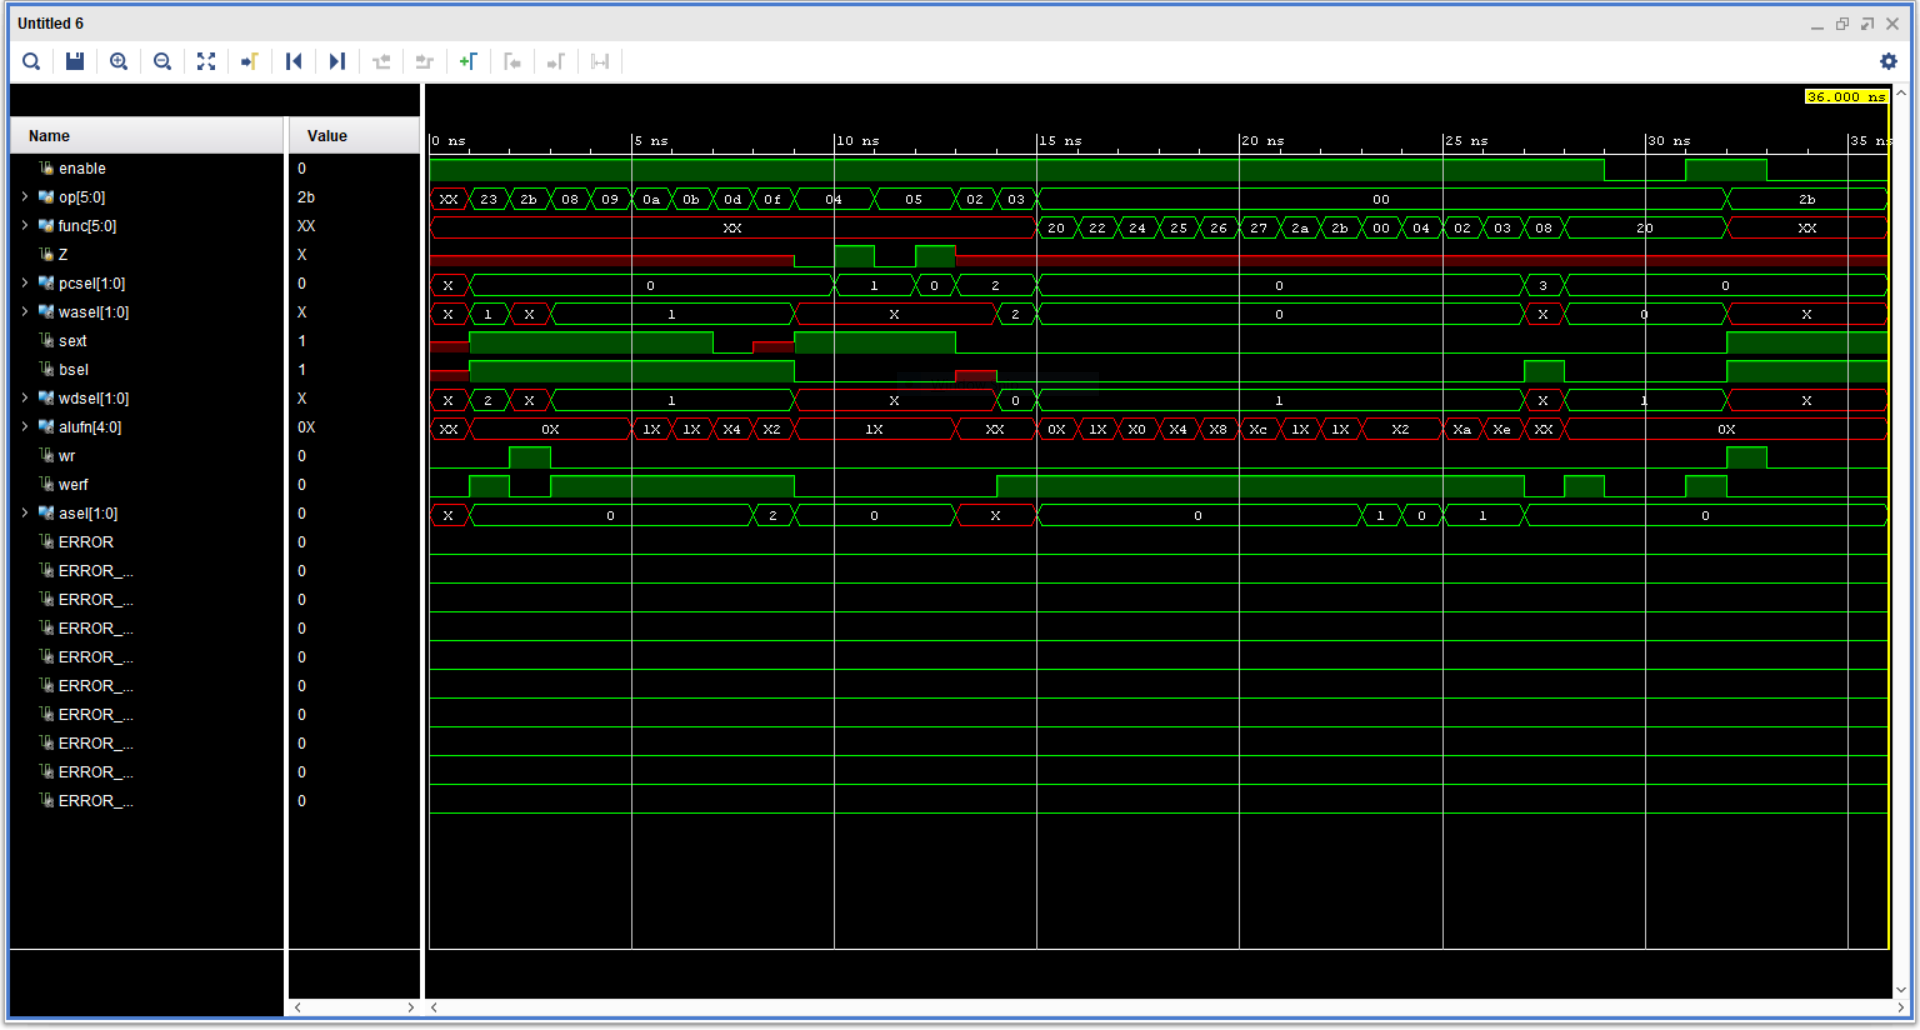 Untitled 6
36.000 ns
Name Value
0 ns 5 ns 10 ns 15 ns 20 ns 25 ns 30 ns 35 ns
enable 0
op[5:0] 2b XX 23 2b 08 09 0a 0b 0d 0f 04 05 02 03 00 2b
func[5:0] XX XX 20 22 24 25 26 27 2a 2b 00 04 02 03 08 20 XX
Z X
pcsel[1:0] 0 X 0 1 0 2 0 3 0
wasel[1:0] X X 1 X 1 X 2 0 X 0 X
sext 1
bsel 1
wdsel[1:0] X X 2 X 1 X 0 1 X 1 X
alufn[4:0] 0X XX 0X 1X 1X X4 X2 1X XX 0X 1X X0 X4 X8 Xc 1X 1X X2 Xa Xe XX 0X
wr 0
werf 0
asel[1:0] 0 X 0 2 0 X 0 1 0 1 0
ERROR 0
ERROR_... 0
ERROR_... 0
ERROR_... 0
ERROR_... 0
ERROR_... 0
ERROR_... 0
ERROR_... 0
ERROR_... 0
ERROR_... 0